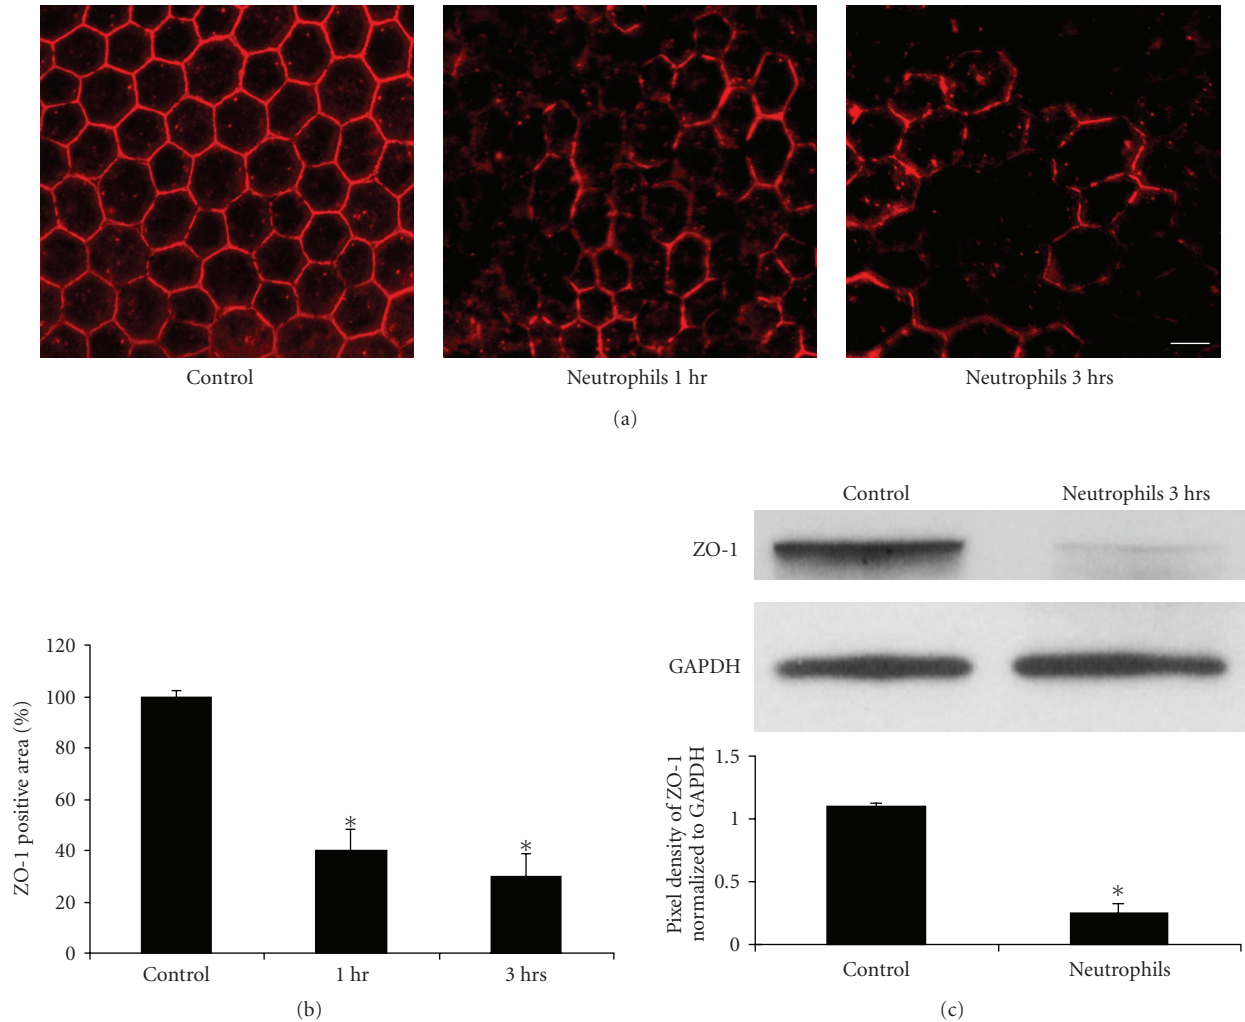 Control
Neutrophils 1 hr
Neutrophils 3 hrs
(a)
120
100
80
60
40
20
0
ZO-1 positive area (%)
*
*
Control
1 hr
3 hrs
(b)
Control
Neutrophils 3 hrs
ZO-1
GAPDH
Pixel density of ZO-1
normalized to GAPDH
1.5
1
0.5
0
*
Control
Neutrophils
(c)